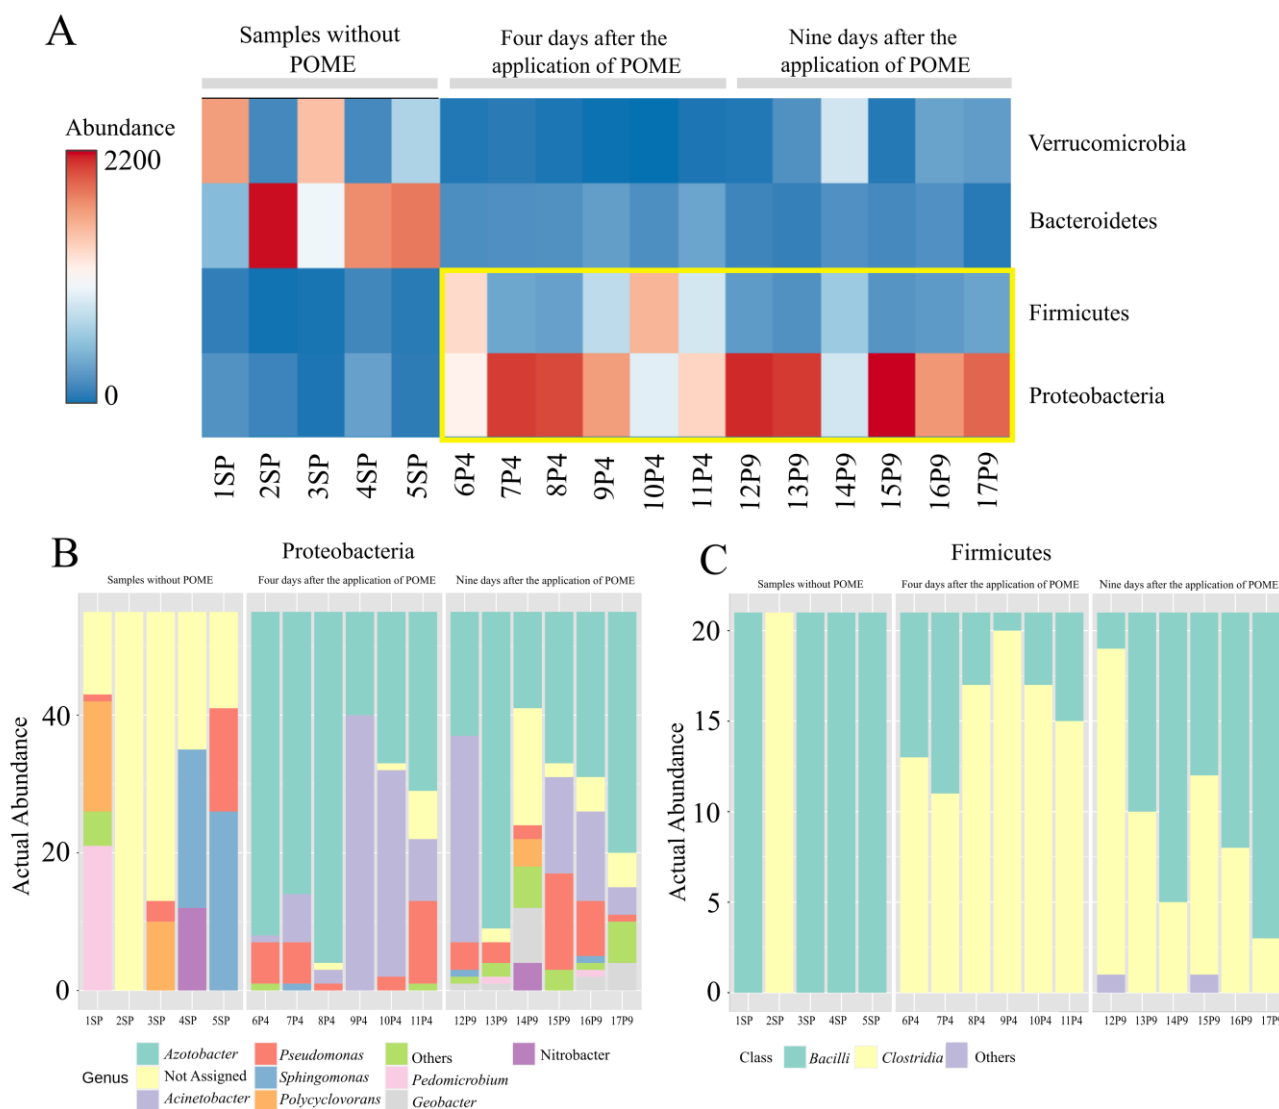 A
Samples without
POME
Four days after the
application of POME
Nine days after the
application of POME
Abundance
2200
0
Verrucomicrobia
Bacteroidetes
Firmicutes
Proteobacteria
1SP 2SP 3SP 4SP 5SP 6P4 7P4 8P4 9P4 10P4 11P4 12P9 13P9 14P9 15P9 16P9 17P9
B
Proteobacteria
Samples without POME Four days after the application of POME Nine days after the application of POME
Actual Abundance
40
20
0
1SP 2SP 3SP 4SP 5SP 6P4 7P4 8P4 9P4 10P4 11P4 12P9 13P9 14P9 15P9 16P9 17P9
Genus
Azotobacter
Not Assigned
Acinetobacter
Pseudomonas
Sphingomonas
Polycyclovorans
Others
Pedomicrobium
Geobacter
Nitrobacter
C
Firmicutes
Samples without POME Four days after the application of POME Nine days after the application of POME
Actual Abundance
20
15
10
5
0
1SP 2SP 3SP 4SP 5SP 6P4 7P4 8P4 9P4 10P4 11P4 12P9 13P9 14P9 15P9 16P9 17P9
Class Bacilli Clostridia Others